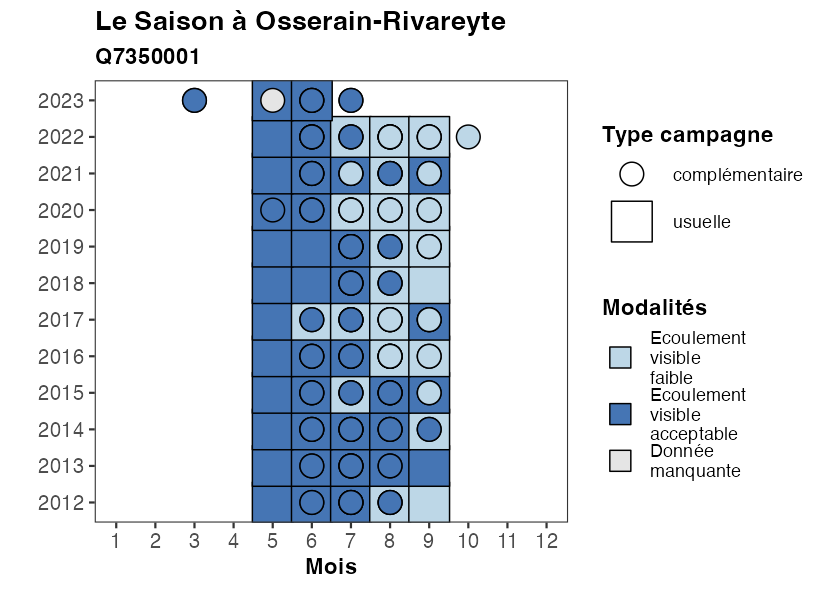 Le Saison à Osserain-Rivareyte
Q7350001
2023
2022
2021
2020
2019
2018
2017
2016
2015
2014
2013
2012
1 2 3 4 5 6 7 8 9 10 11 12
Mois
Type campagne
complémentaire
usuelle
Modalités
Ecoulement
visible
faible
Ecoulement
visible
acceptable
Donnée
manquante